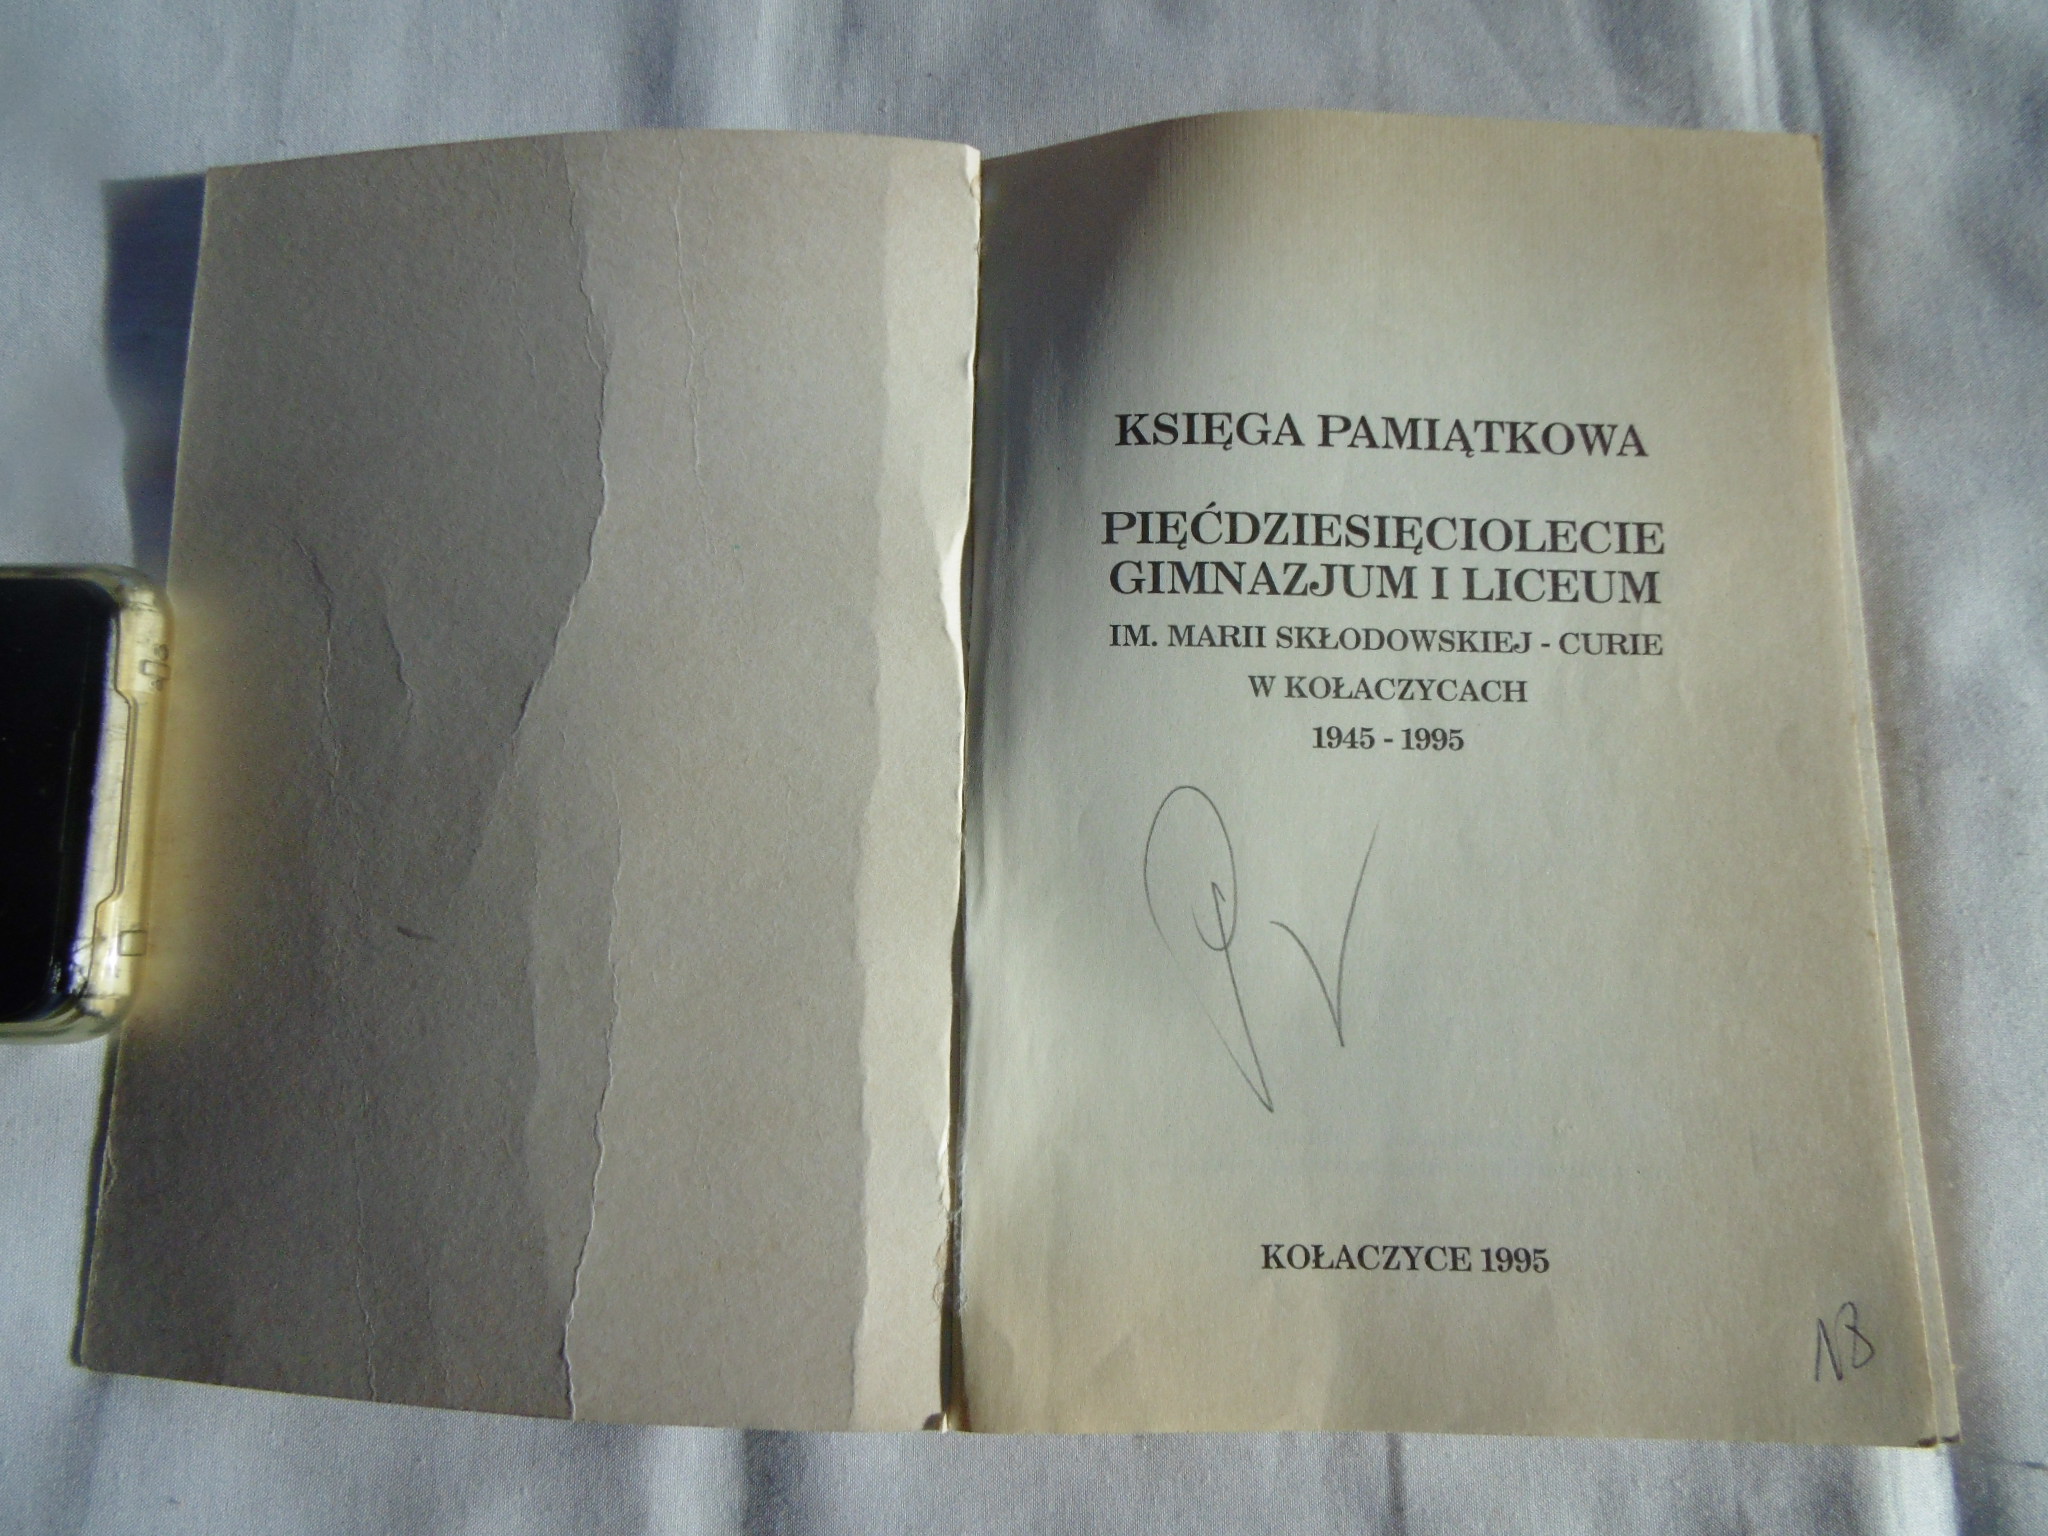 KSIĘGA PAMIĄTKOWA
PIĘĆDZIESIĘCIOLECIE
GIMNAZJUM I LICEUM
IM. MARII SKŁODOWSKIEJ - CURIE
W KOŁACZYCACH
1945 - 1995
KOŁACZYCE 1995